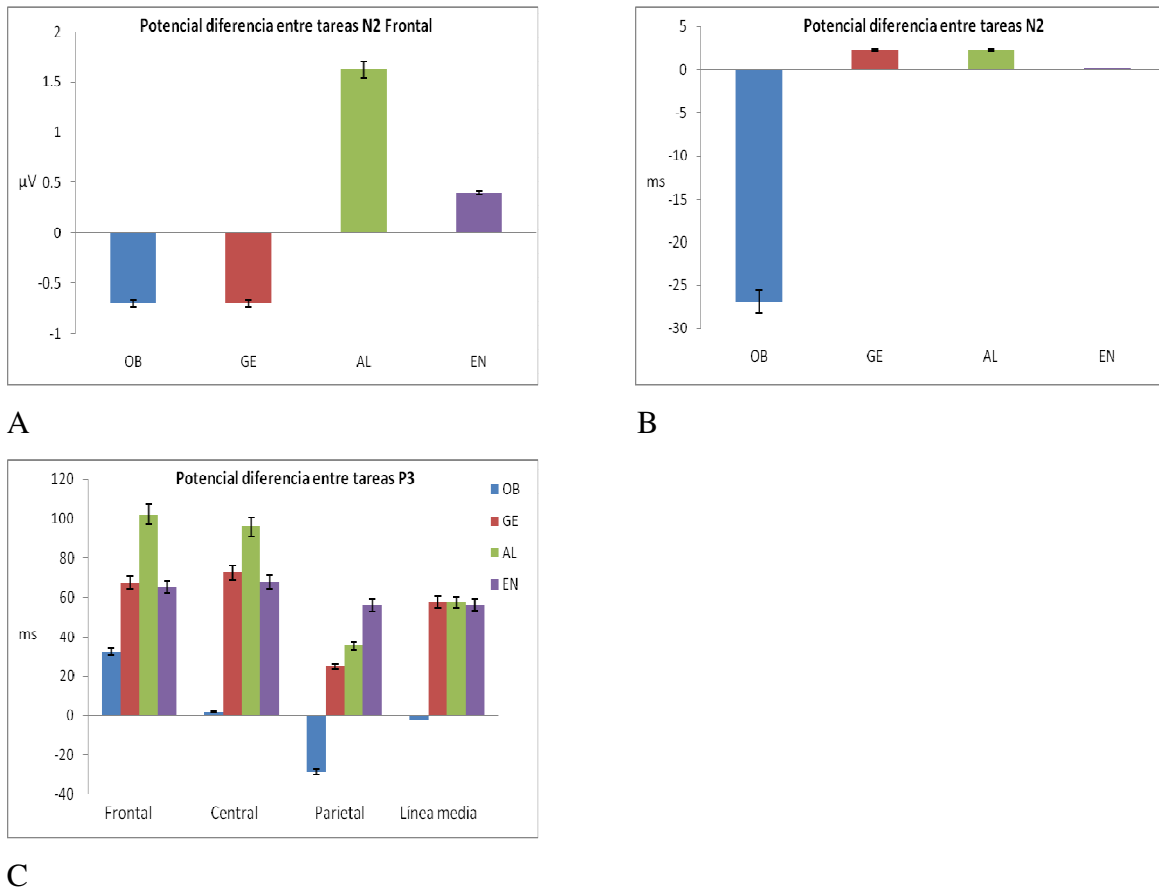 Potencial diferencia entre tareas N2 Frontal
2
1.5
1
µV 0.5
0
-0.5
-1
OB GE AL EN
A
Potencial diferencia entre tareas N2
5
0
-5
-10
ms
-15
-20
-25
-30
OB GE AL EN
B
Potencial diferencia entre tareas P3
120
100
80
60
ms
40
20
0
-20
-40
OB
GE
AL
EN
Frontal Central Parietal Línea media
C